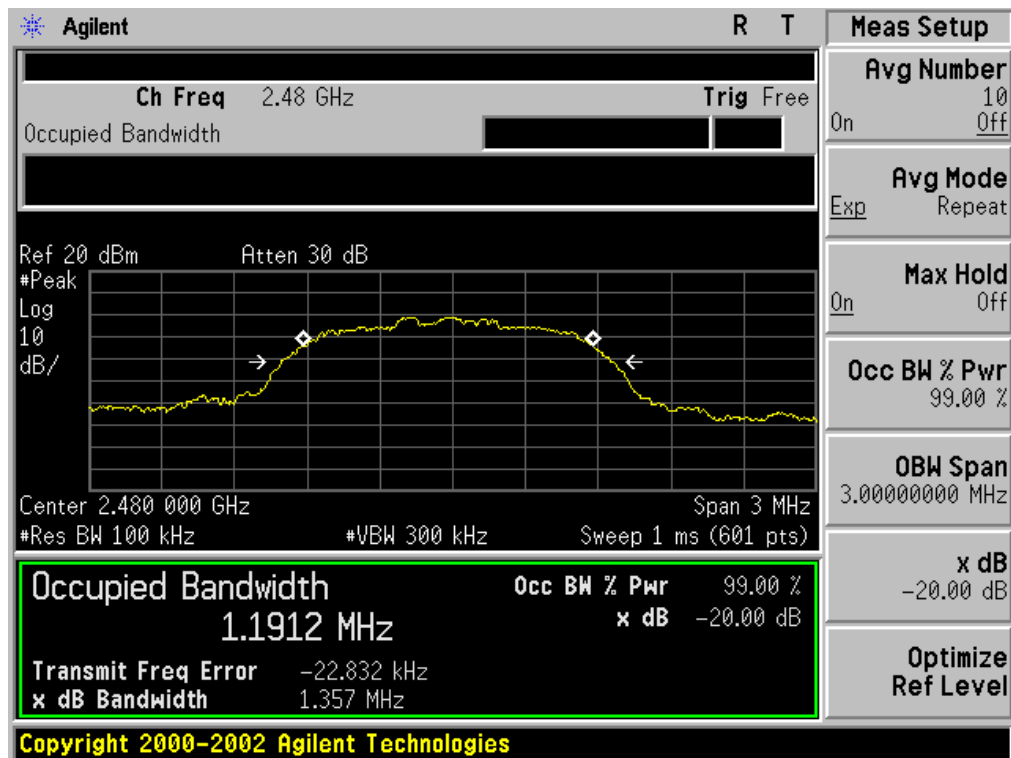 Agilent R T
Ch Freq 2.48 GHz Trig Free
Occupied Bandwidth
Ref 20 dBm Atten 30 dB
#Peak
Log
10
dB/
Center 2.480 000 GHz Span 3 MHz
#Res BW 100 kHz #VBW 300 kHz Sweep 1 ms (601 pts)
Occupied Bandwidth Occ BW % Pwr 99.00 %
1.1912 MHz x dB -20.00 dB
Transmit Freq Error -22.832 kHz
x dB Bandwidth 1.357 MHz
Copyright 2000-2002 Agilent Technologies
Meas Setup
Avg Number
10
On Off
Avg Mode
Exp Repeat
Max Hold
On Off
Occ BW % Pwr
99.00 %
OBW Span
3.00000000 MHz
x dB
-20.00 dB
Optimize
Ref Level